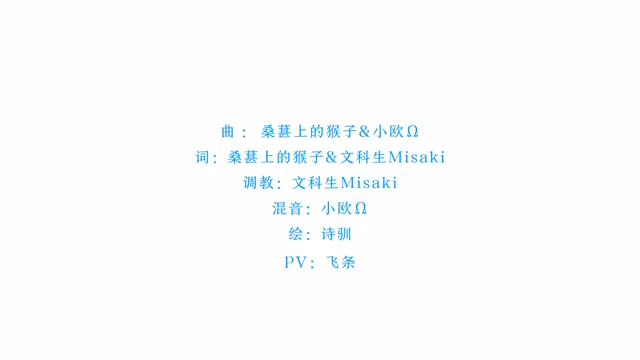 曲： 桑葚上的猴子&小欧Ω
词：桑葚上的猴子&文科生Misaki
调教：文科生Misaki
混音：小欧Ω
绘：诗驯
PV：飞条